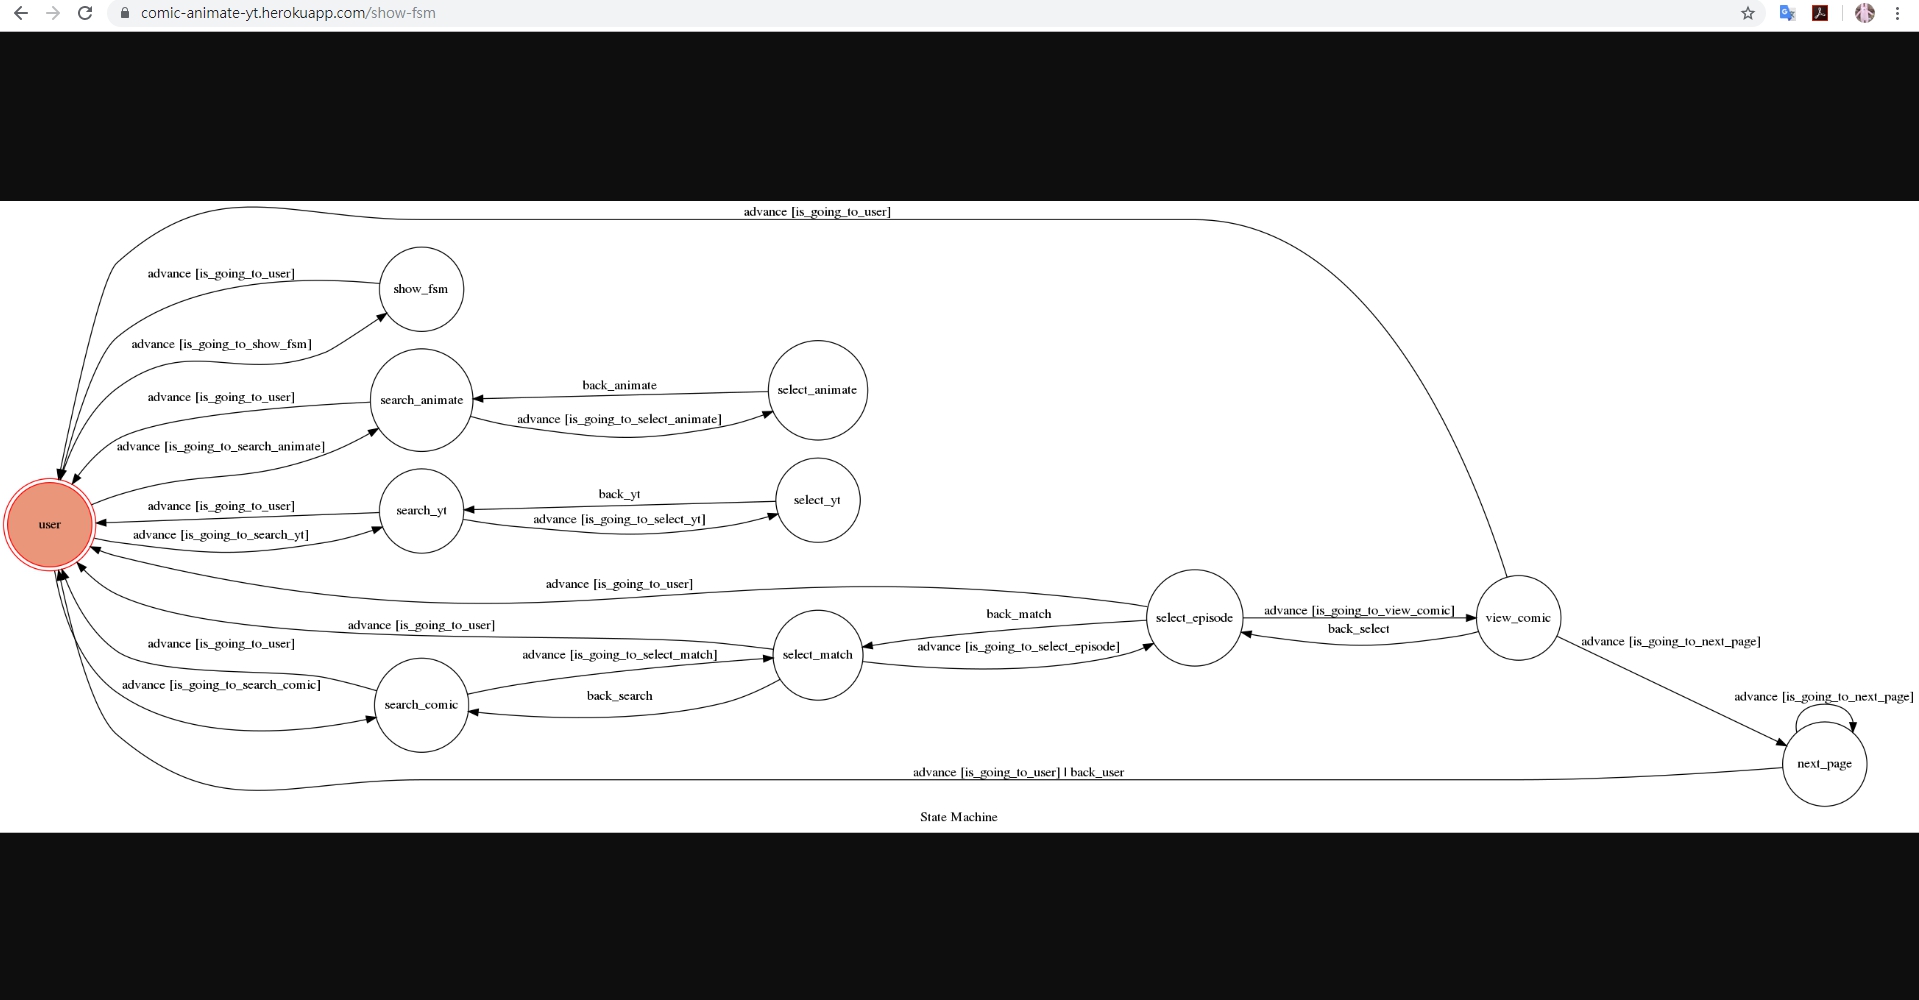 comic-animate-yt.herokuapp.com/show-fsm
advance [is_going_to_user]
advance [is_going_to_user]
show_fsm
advance [is_going_to_show_fsm]
back_animate
select_animate
advance [is_going_to_user]
search_animate
advance [is_going_to_select_animate]
advance [is_going_to_search_animate]
back_yt
select_yt
advance [is_going_to_user]
search_yt
advance [is_going_to_select_yt]
user
advance [is_going_to_search_yt]
advance [is_going_to_user]
back_match
select_episode
advance [is_going_to_view_comic]
view_comic
advance [is_going_to_user]
back_select
advance [is_going_to_user]
advance [is_going_to_select_match]
select_match
advance [is_going_to_select_episode]
advance [is_going_to_next_page]
advance [is_going_to_search_comic]
search_comic
back_search
advance [is_going_to_next_page]
advance [is_going_to_user] | back_user
next_page
State Machine